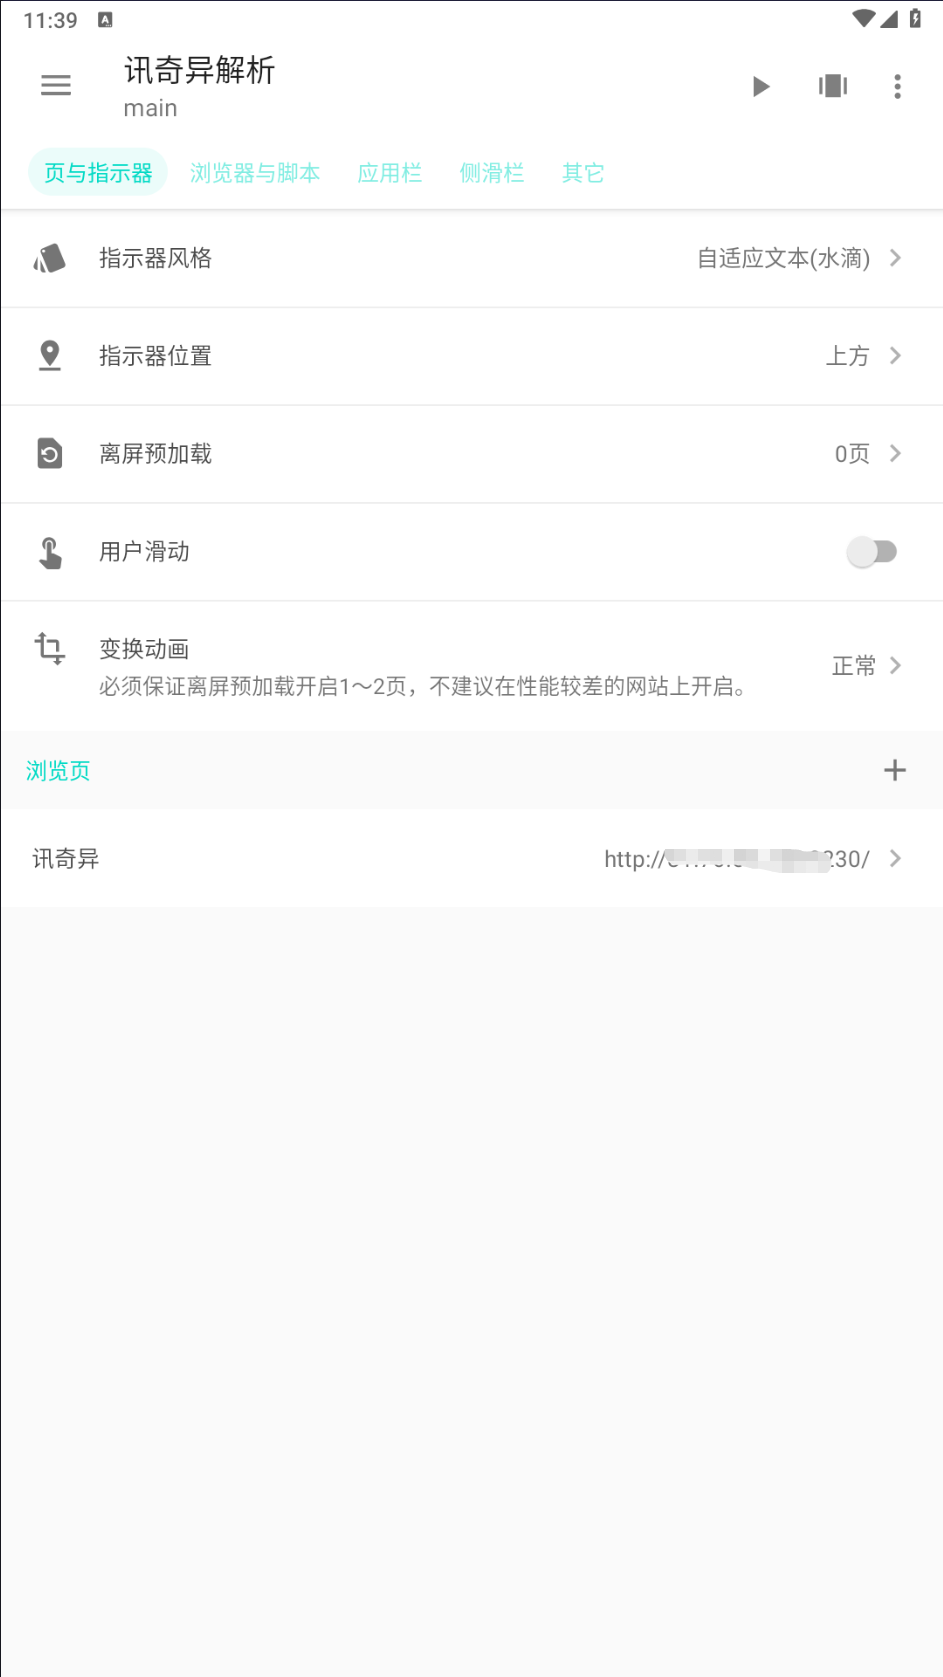 11:39
讯奇异解析
main
页与指示器 浏览器与脚本 应用栏 侧滑栏 其它
指示器风格 自适应文本(水滴)
指示器位置 上方
离屏预加载 0页
用户滑动
变换动画
必须保证离屏预加载开启1～2页，不建议在性能较差的网站上开启。
正常
浏览页
讯奇异 http:// 230/